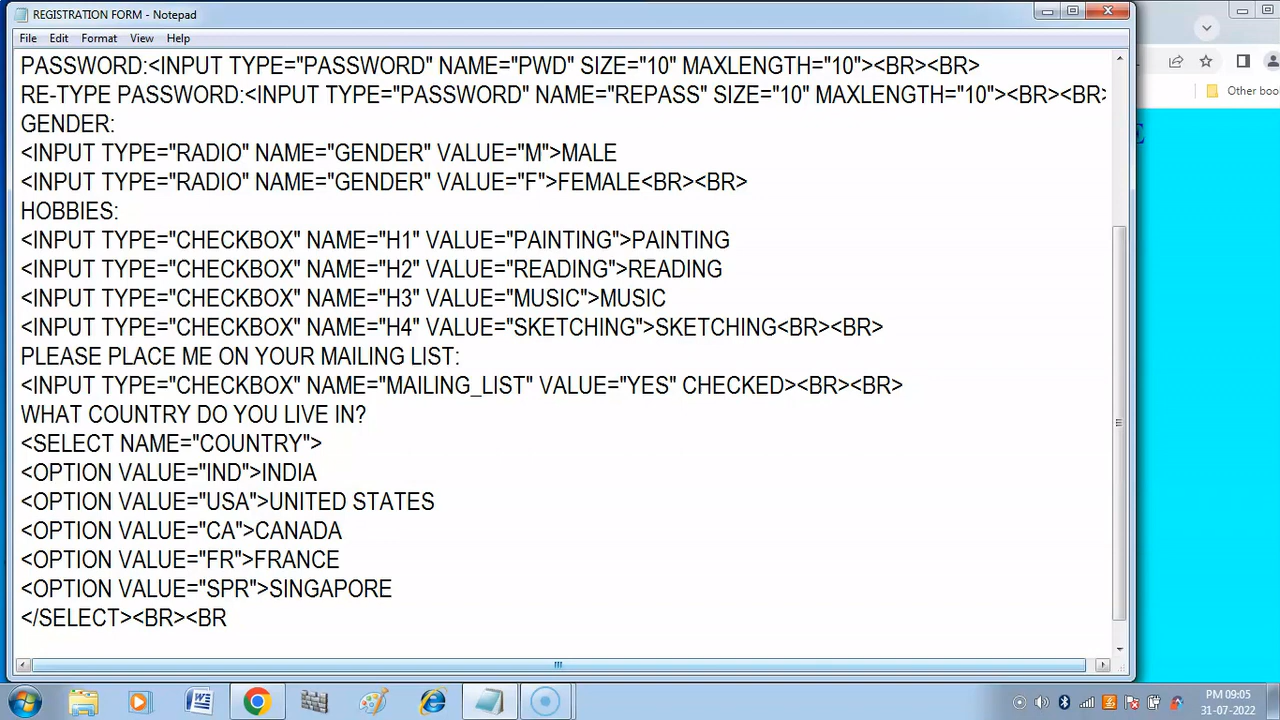 REGISTRATION FORM - Notepad
File Edit Format View Help
PASSWORD:<INPUT TYPE="PASSWORD" NAME="PWD" SIZE="10" MAXLENGTH="10"><BR><BR>
RE-TYPE PASSWORD:<INPUT TYPE="PASSWORD" NAME="REPASS" SIZE="10" MAXLENGTH="10"><BR><BR>
GENDER:
<INPUT TYPE="RADIO" NAME="GENDER" VALUE="M">MALE
<INPUT TYPE="RADIO" NAME="GENDER" VALUE="F">FEMALE<BR><BR>
HOBBIES:
<INPUT TYPE="CHECKBOX" NAME="H1" VALUE="PAINTING">PAINTING
<INPUT TYPE="CHECKBOX" NAME="H2" VALUE="READING">READING
<INPUT TYPE="CHECKBOX" NAME="H3" VALUE="MUSIC">MUSIC
<INPUT TYPE="CHECKBOX" NAME="H4" VALUE="SKETCHING">SKETCHING<BR><BR>
PLEASE PLACE ME ON YOUR MAILING LIST:
<INPUT TYPE="CHECKBOX" NAME="MAILING_LIST" VALUE="YES" CHECKED><BR><BR>
WHAT COUNTRY DO YOU LIVE IN?
<SELECT NAME="COUNTRY">
<OPTION VALUE="IND">INDIA
<OPTION VALUE="USA">UNITED STATES
<OPTION VALUE="CA">CANADA
<OPTION VALUE="FR">FRANCE
<OPTION VALUE="SPR">SINGAPORE
</SELECT><BR><BR
Other boo
E
PM 09:05
31-07-2022